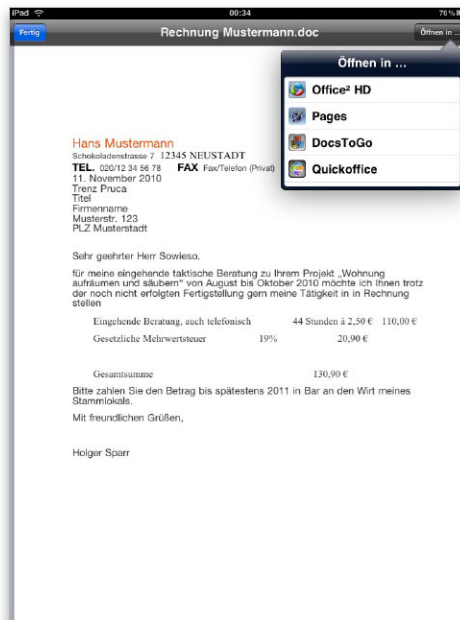 iPad 00:34 76%
Fertig Rechnung Mustermann.doc Öffnen in ...
Öffnen in ...
Office² HD
Pages
DocsToGo
Quickoffice
Hans Mustermann
Schokoladenstrasse 7 12345 NEUSTADT
TEL. 020/12 34 56 78 FAX Fax/Telefon (Privat)
11. November 2010
Trenz Pruca
Titel
Firmenname
Musterstr. 123
PLZ Musterstadt
Sehr geehrter Herr Sowieso,
für meine eingehende taktische Beratung zu Ihrem Projekt „Wohnung
aufräumen und säubern“ von August bis Oktober 2010 möchte ich Ihnen trotz
der noch nicht erfolgten Fertigstellung gern meine Tätigkeit in in Rechnung
stellen
Eingehende Beratung, auch telefonisch 44 Stunden á 2,50 € 110,00 €
Gesetzliche Mehrwertsteuer 19% 20,90 €
Gesamtsumme 130,90 €
Bitte zahlen Sie den Betrag bis spätestens 2011 in Bar an den Wirt meines
Stammlokals.
Mit freundlichen Grüßen,
Holger Sparr